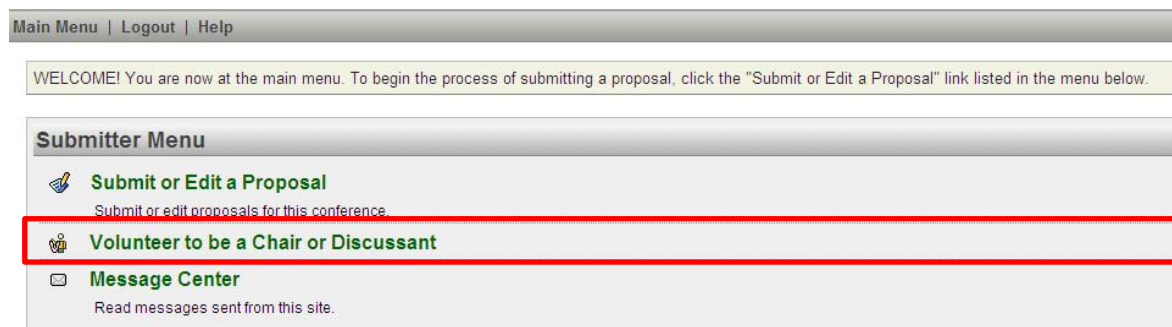 Main Menu | Logout | Help
WELCOME! You are now at the main menu. To begin the process of submitting a proposal, click the "Submit or Edit a Proposal" link listed in the menu below.
Submitter Menu
Submit or Edit a Proposal
Submit or edit proposals for this conference.
Volunteer to be a Chair or Discussant
Message Center
Read messages sent from this site.